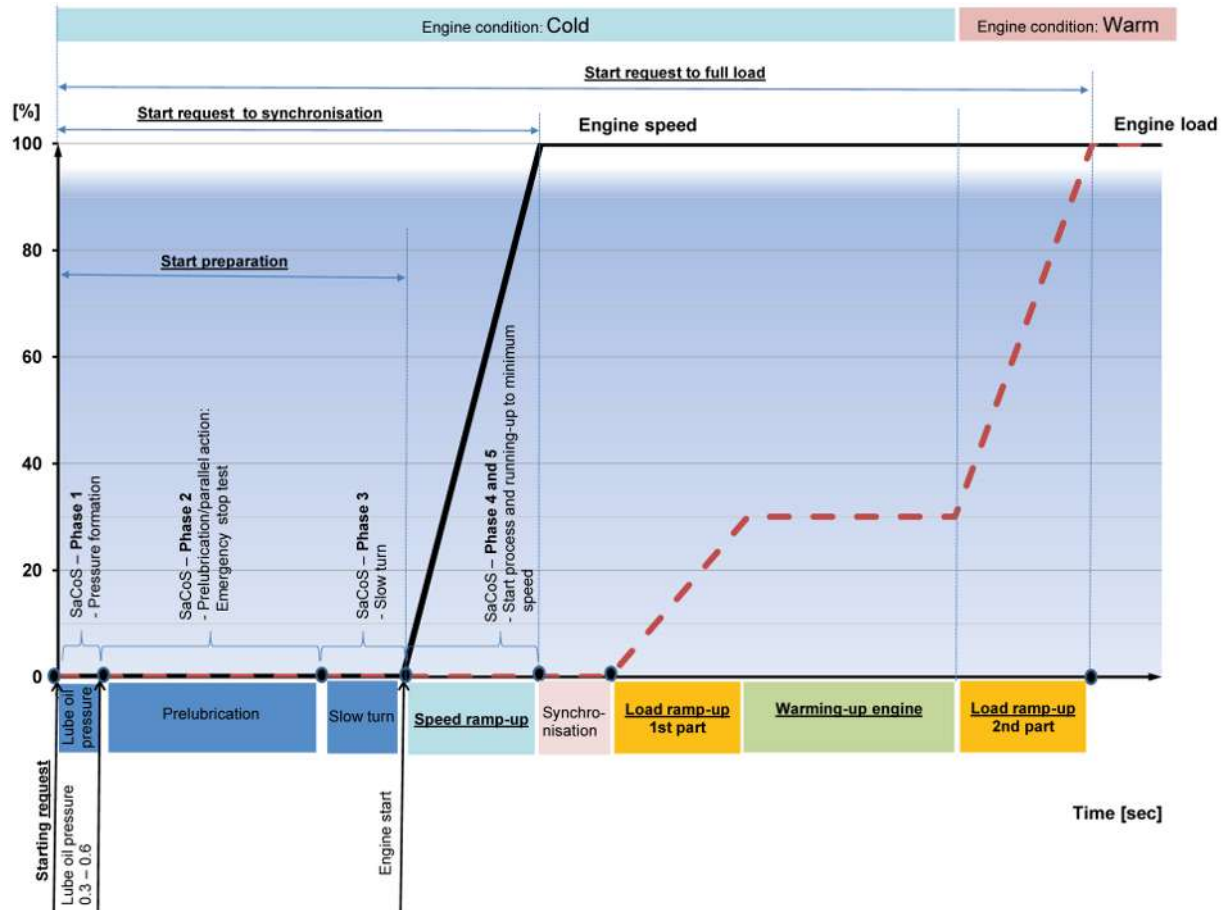 Engine condition: Cold
Engine condition: Warm
Start request to full load
[%]
Start request to synchronisation
Engine speed
Engine load
100
80
60
40
20
0
Start preparation
SaCoS – Phase 1
- Pressure formation
SaCoS – Phase 2
- Prelubrication/parallel action:
Emergency stop test
SaCoS – Phase 3
- Slow turn
SaCoS – Phase 4 and 5
- Start process and running-up to minimum
speed
Lube oil
pressure
Prelubrication
Slow turn
Speed ramp-up
Synchro-
nisation
Load ramp-up
1st part
Warming-up engine
Load ramp-up
2nd part
Starting request
Lube oil pressure
0.3 – 0.6
Engine start
Time [sec]